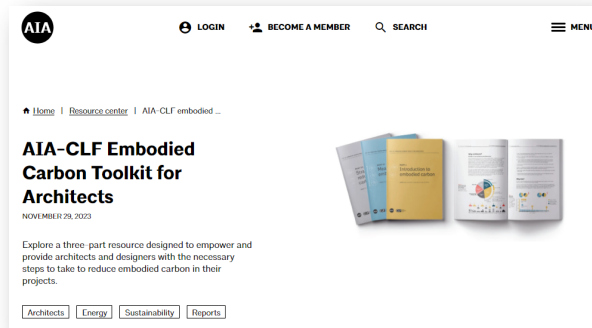 AIA
LOGIN
BECOME A MEMBER
SEARCH
MENU
Home | Resource center | AIA-CLF embodied ...
AIA-CLF Embodied
Carbon Toolkit for
Architects
NOVEMBER 29, 2023
Explore a three-part resource designed to empower and
provide architects and designers with the necessary
steps to take to reduce embodied carbon in their
projects.
Architects
Energy
Sustainability
Reports
Introduction to
embodied carbon